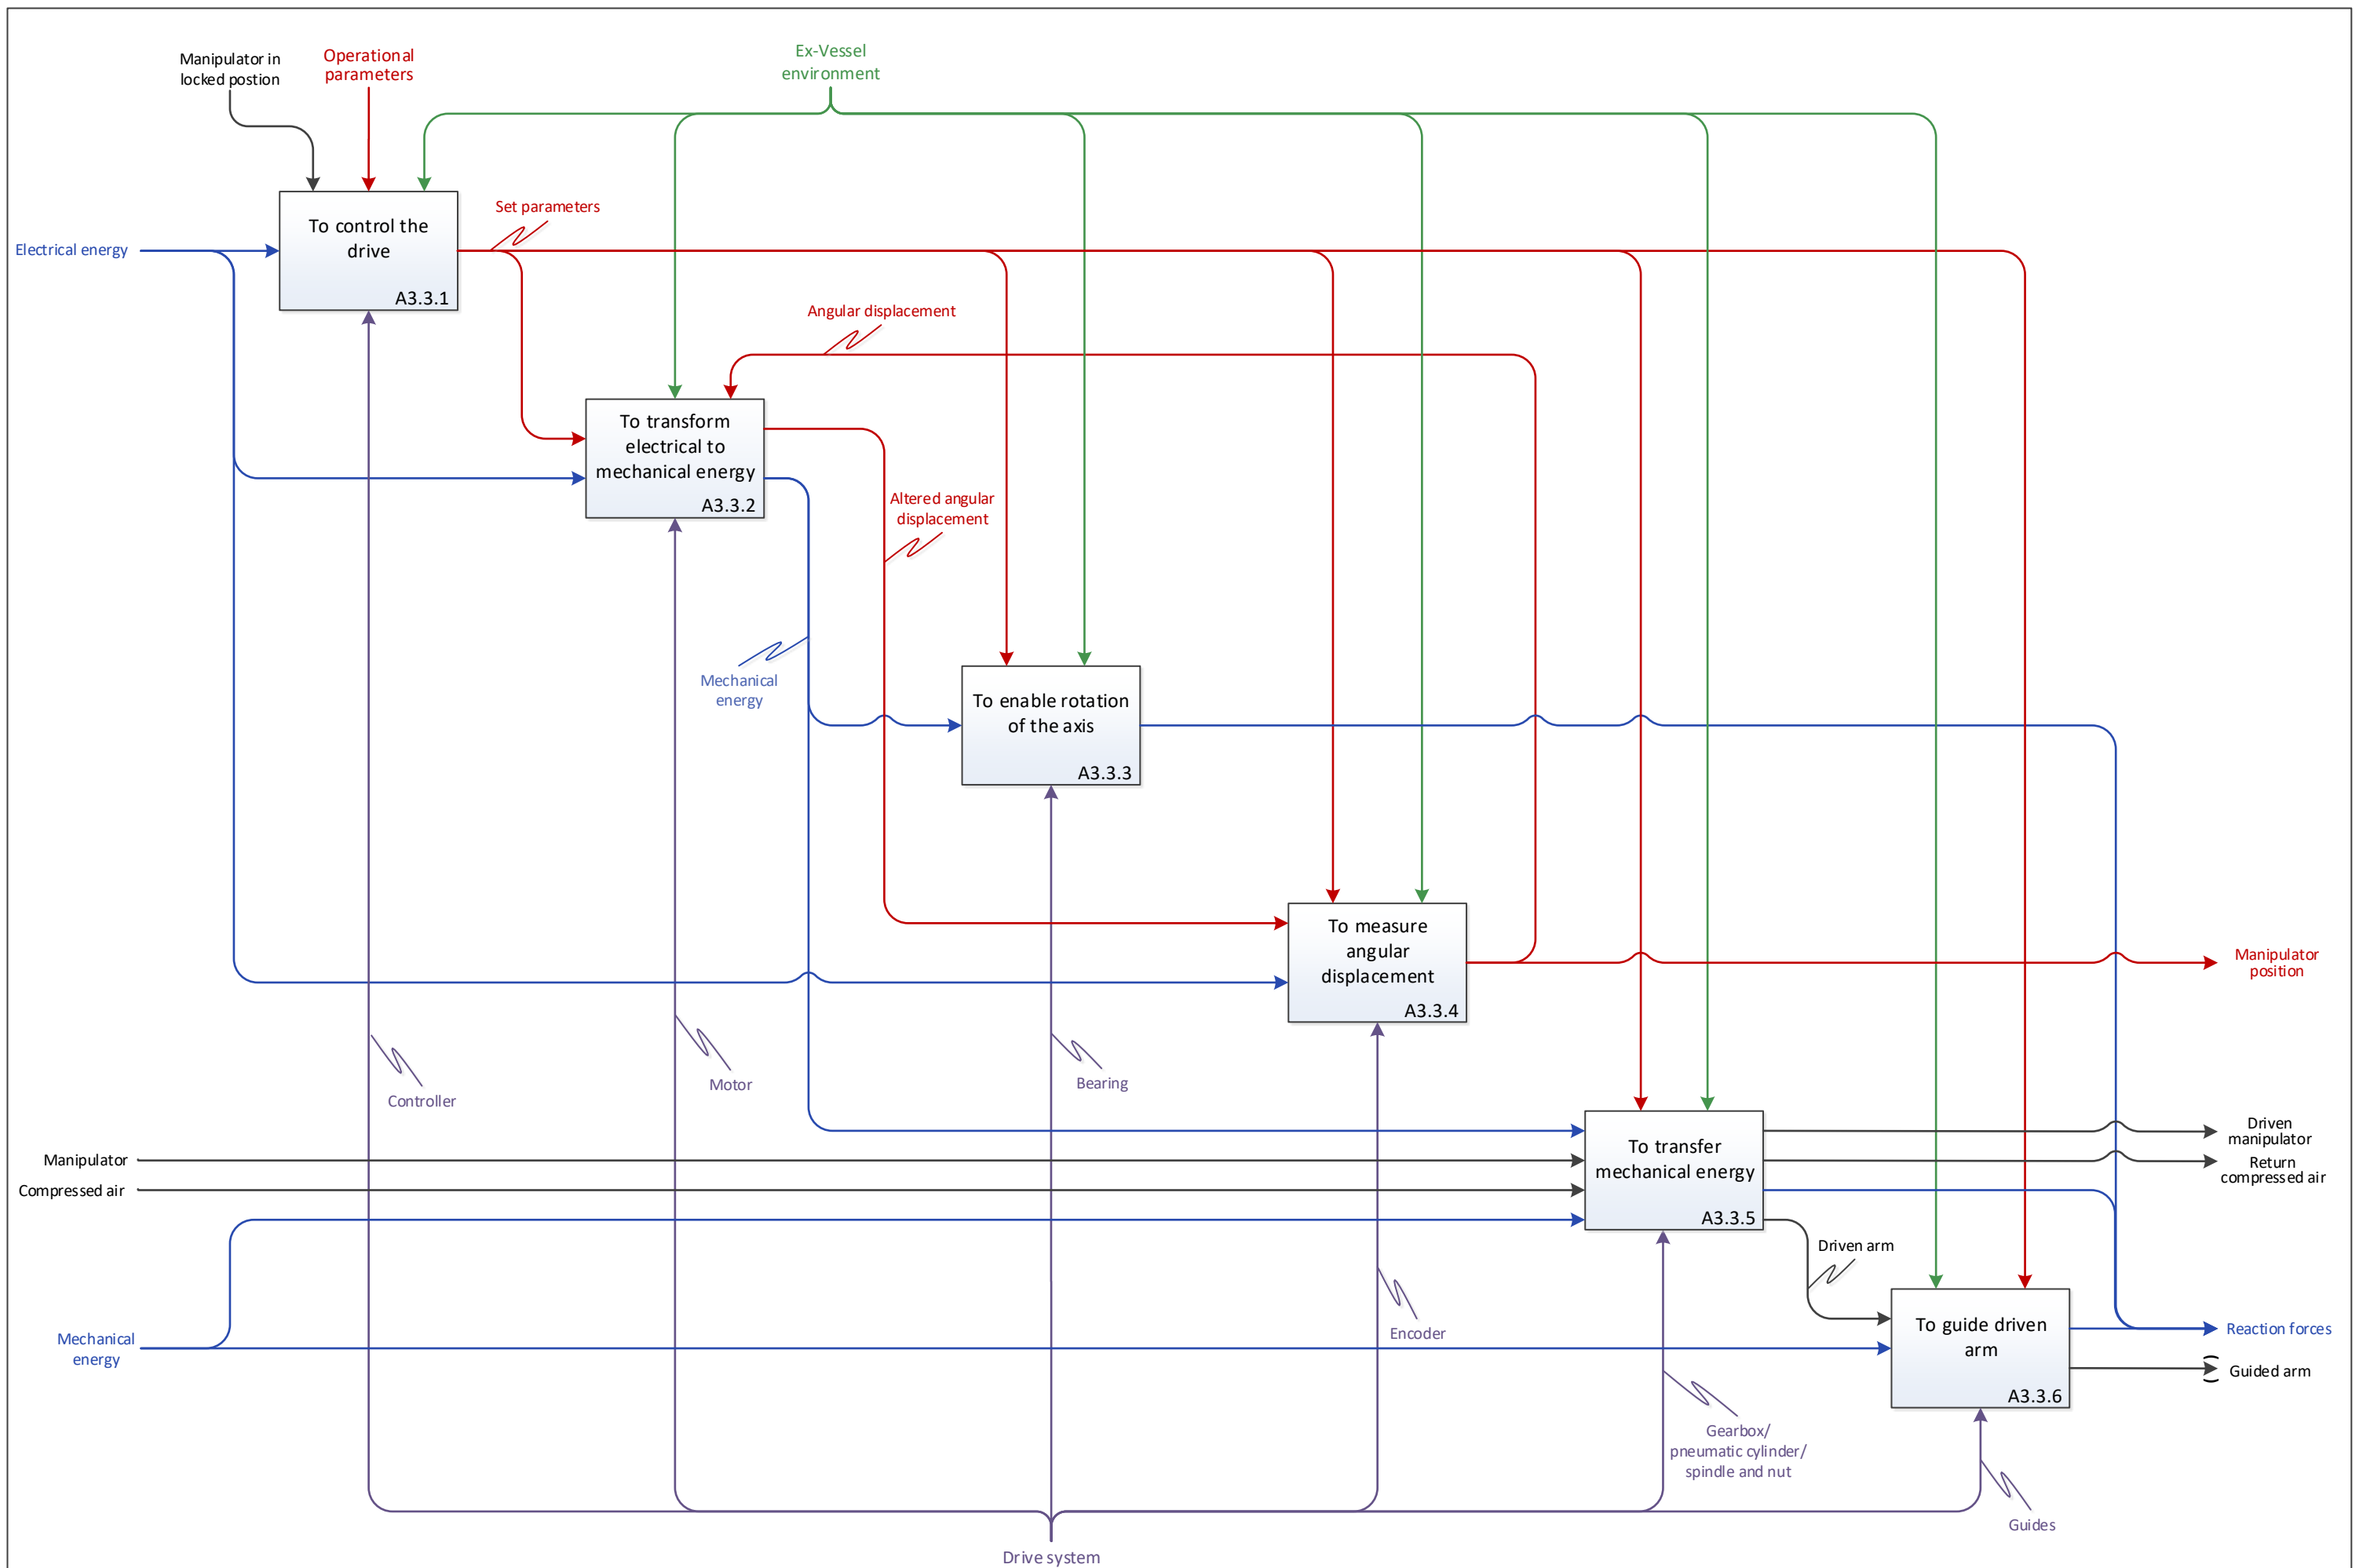 Manipulator in
locked postion
Operational
parameters
Ex-Vessel
environment
Set parameters
Electrical energy
To control the
drive
A3.3.1
Angular displacement
To transform
electrical to
mechanical energy
A3.3.2
Altered angular
displacement
Mechanical
energy
To enable rotation
of the axis
A3.3.3
To measure
angular
displacement
A3.3.4
Manipulator
position
Controller
Motor
Bearing
Manipulator
Compressed air
To transfer
mechanical energy
A3.3.5
Driven
manipulator
Return
compressed air
Driven arm
Mechanical
energy
Encoder
To guide driven
arm
A3.3.6
Reaction forces
Guided arm
Gearbox/
pneumatic cylinder/
spindle and nut
Guides
Drive system